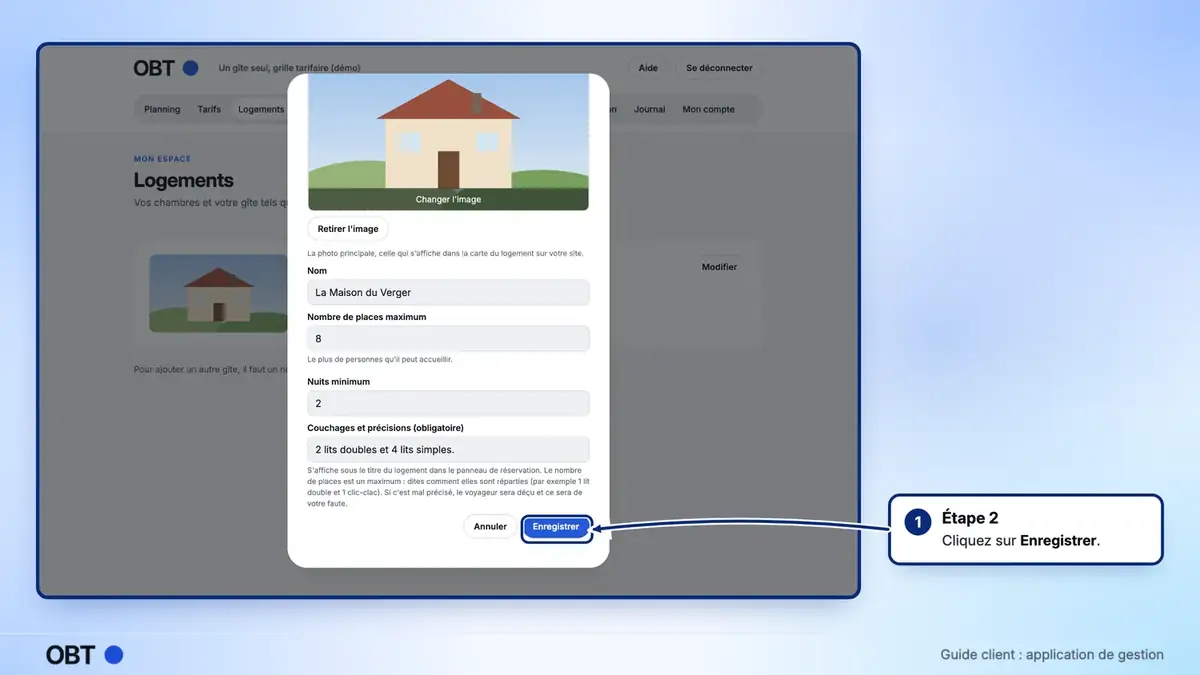 OBT
Un gîte seul, grille tarifaire (démo)
Aide
Se déconnecter
Planning
Tarifs
Logements
Journal
Mon compte
MON ESPACE
Logements
Vos chambres et votre gîte tels
Modifier
Pour ajouter un autre gîte, il faut un
Changer l'image
Retirer l'image
La photo principale, celle qui s'affiche dans la carte du logement sur votre site.
Nom
La Maison du Verger
Nombre de places maximum
8
Le plus de personnes qu'il peut accueillir.
Nuits minimum
2
Couchages et précisions (obligatoire)
2 lits doubles et 4 lits simples.
S'affiche sous le titre du logement dans le panneau de réservation. Le nombre
de places est un maximum : dites comment elles sont réparties (par exemple 1 lit
double et 1 clic-clac). Si c'est mal précisé, le voyageur sera déçu et ce sera de
votre faute.
Annuler
Enregistrer
1
Étape 2
Cliquez sur Enregistrer.
OBT
Guide client : application de gestion